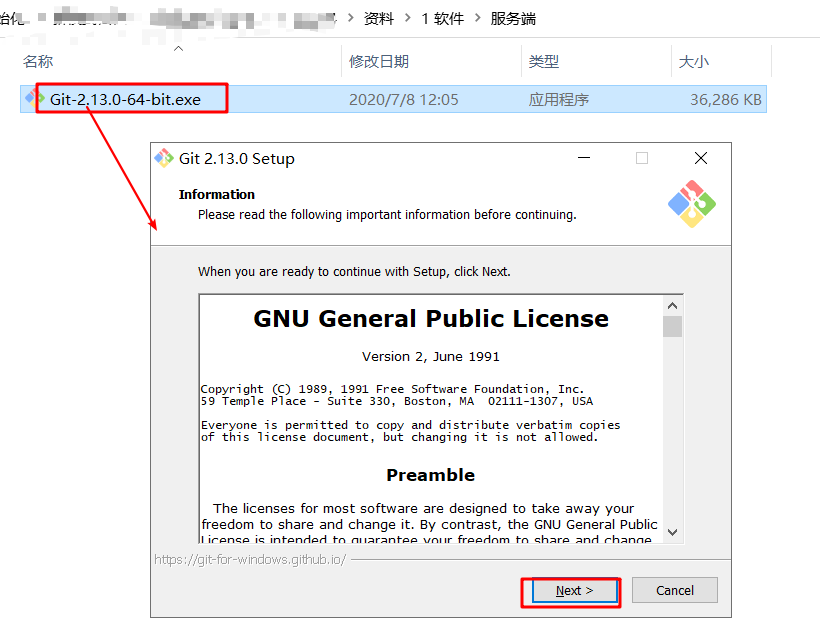 资料 › 1 软件 › 服务端
名称 修改日期 类型 大小
Git-2.13.0-64-bit.exe 2020/7/8 12:05 应用程序 36,286 KB
Git 2.13.0 Setup
Information
Please read the following important information before continuing.
When you are ready to continue with Setup, click Next.
GNU General Public License
Version 2, June 1991
Copyright (C) 1989, 1991 Free Software Foundation, Inc.
59 Temple Place - Suite 330, Boston, MA  02111-1307, USA
Everyone is permitted to copy and distribute verbatim copies
of this license document, but changing it is not allowed.
Preamble
The licenses for most software are designed to take away your
freedom to share and change it. By contrast, the GNU General Public
License is intended to guarantee your freedom to share and change
https://git-for-windows.github.io/
Next > Cancel